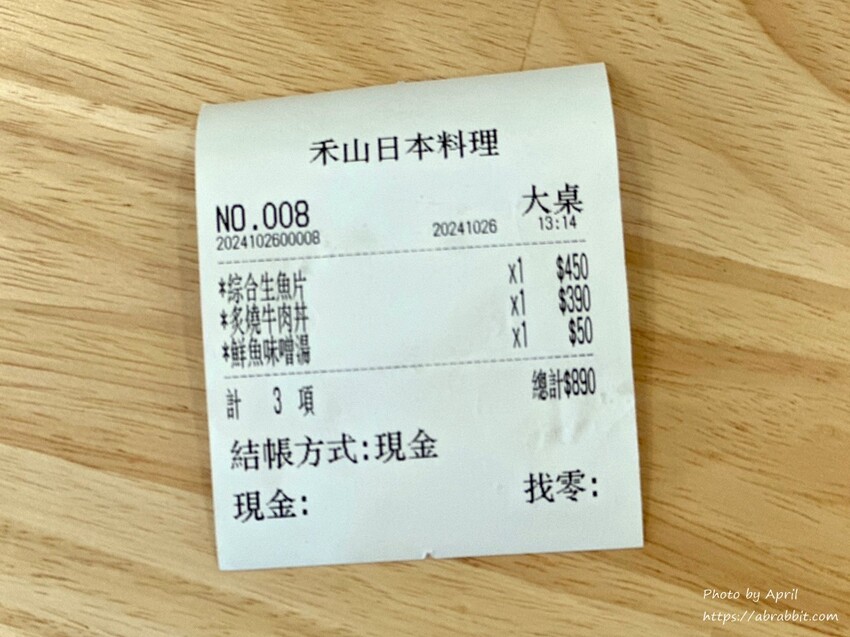 禾山日本料理
NO.008 大桌
2024102600008 20241026 13:14
*綜合生魚片 x1 $450
*炙燒牛肉丼 x1 $390
*鮮魚味噌湯 x1 $50
計 3 項 總計$890
結帳方式:現金
現金: 找零:
Photo by April
https://abrabbit.com